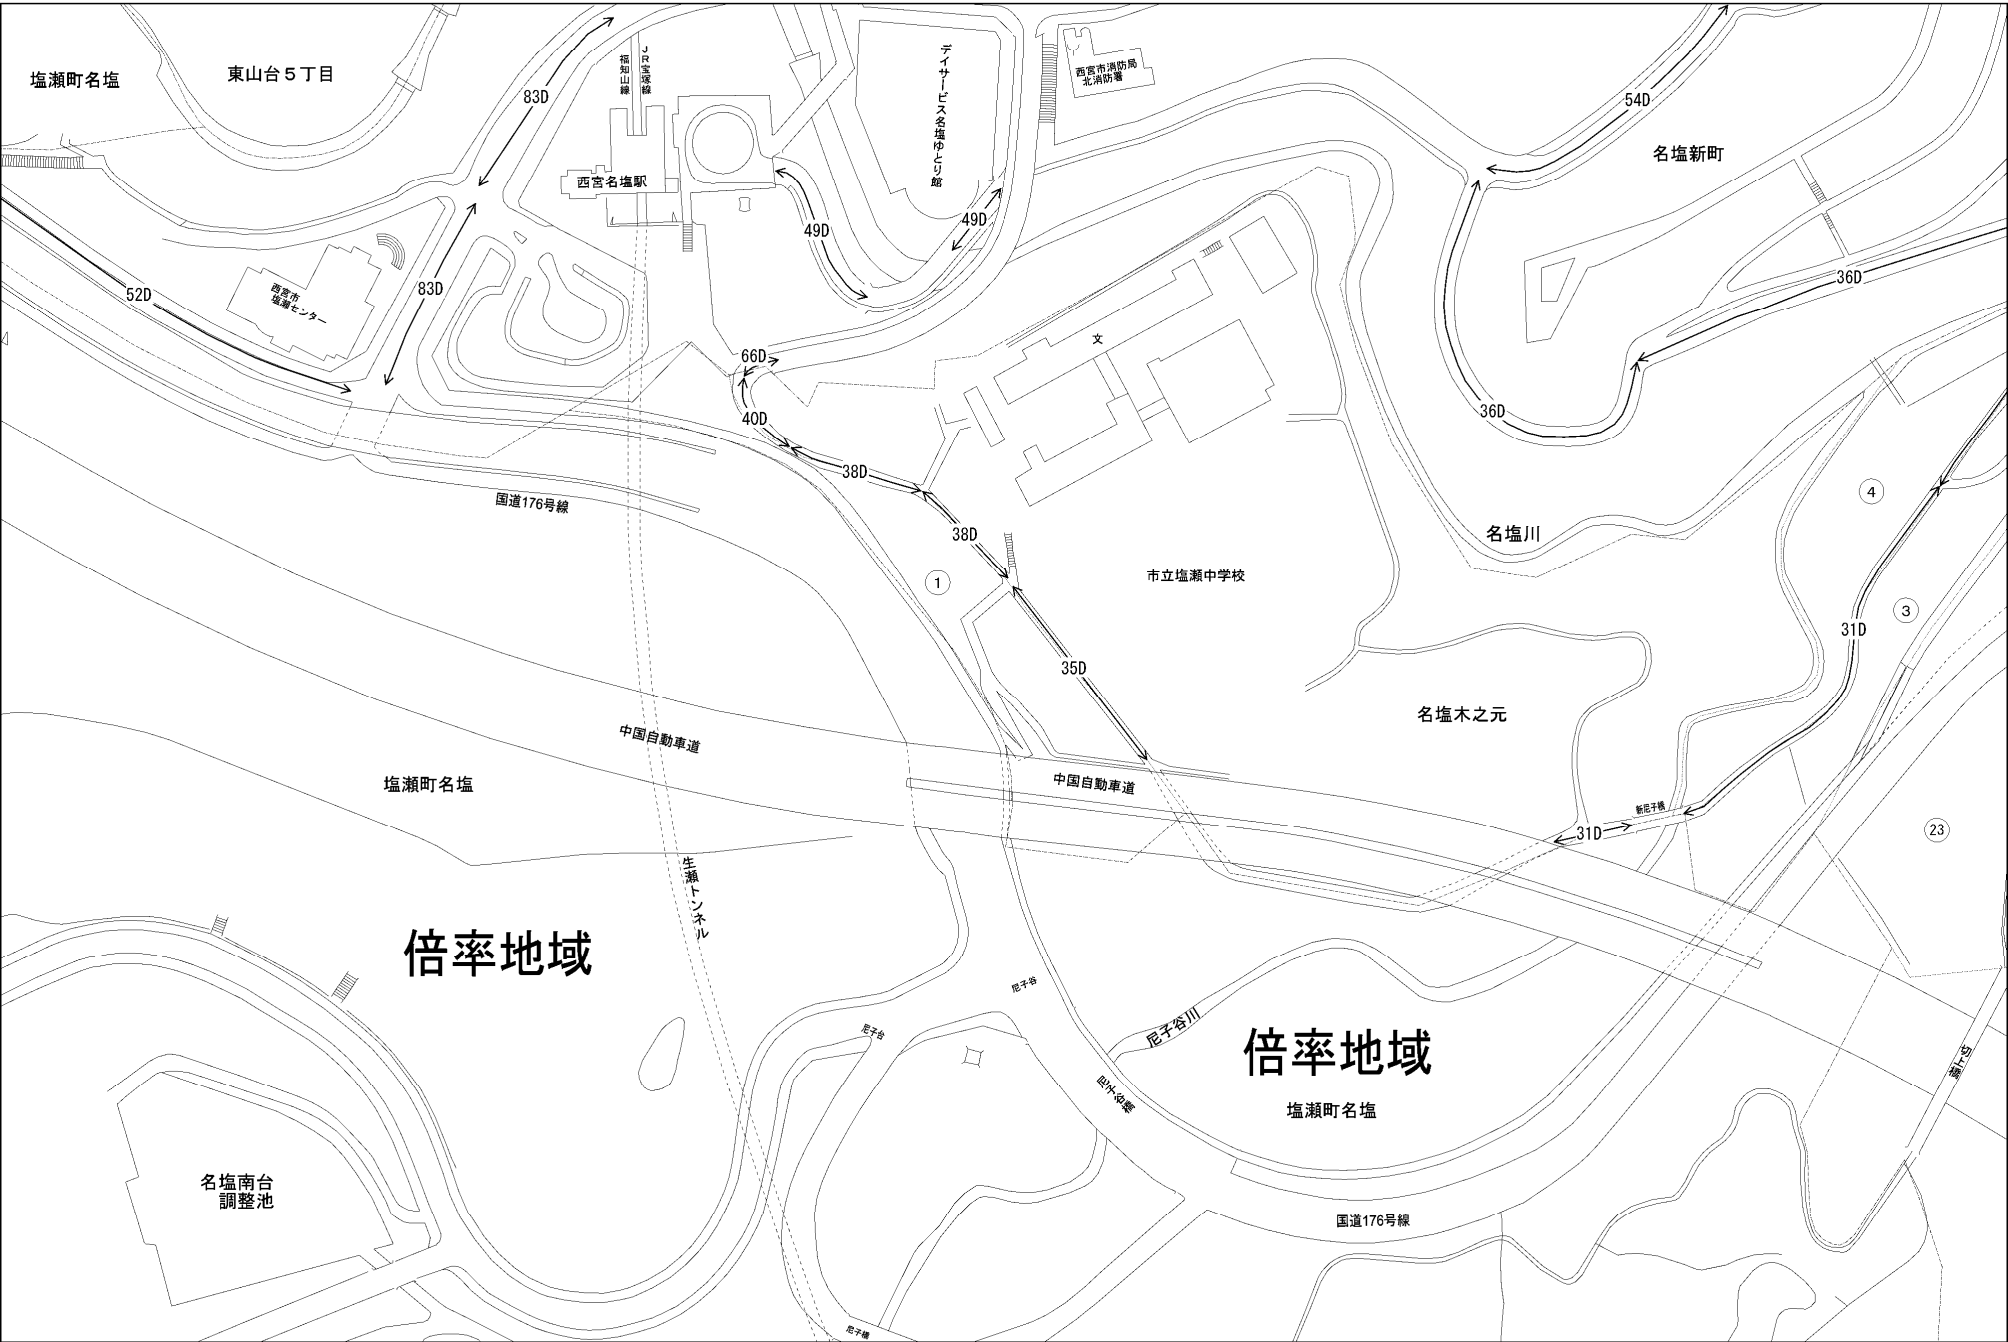 塩瀬町名塩
東山台5丁目
83D
福知山線
JR宝塚線
デイサービス名塩ゆとり館
西宮市消防局
北消防署
54D
名塩新町
西宮名塩駅
49D
49D
36D
52D
83D
西宮市
塩瀬センター
66D
文
40D
36D
38D
国道176号線
38D
④
名塩川
①
市立塩瀬中学校
③
31D
35D
名塩木之元
中国自動車道
塩瀬町名塩
中国自動車道
新尼子橋
31D
㉓
生瀬トンネル
倍率地域
尼子谷
尼子台
尼子谷川
倍率地域
尼子谷橋
塩瀬町名塩
名塩南台
調整池
国道176号線
尼子橋